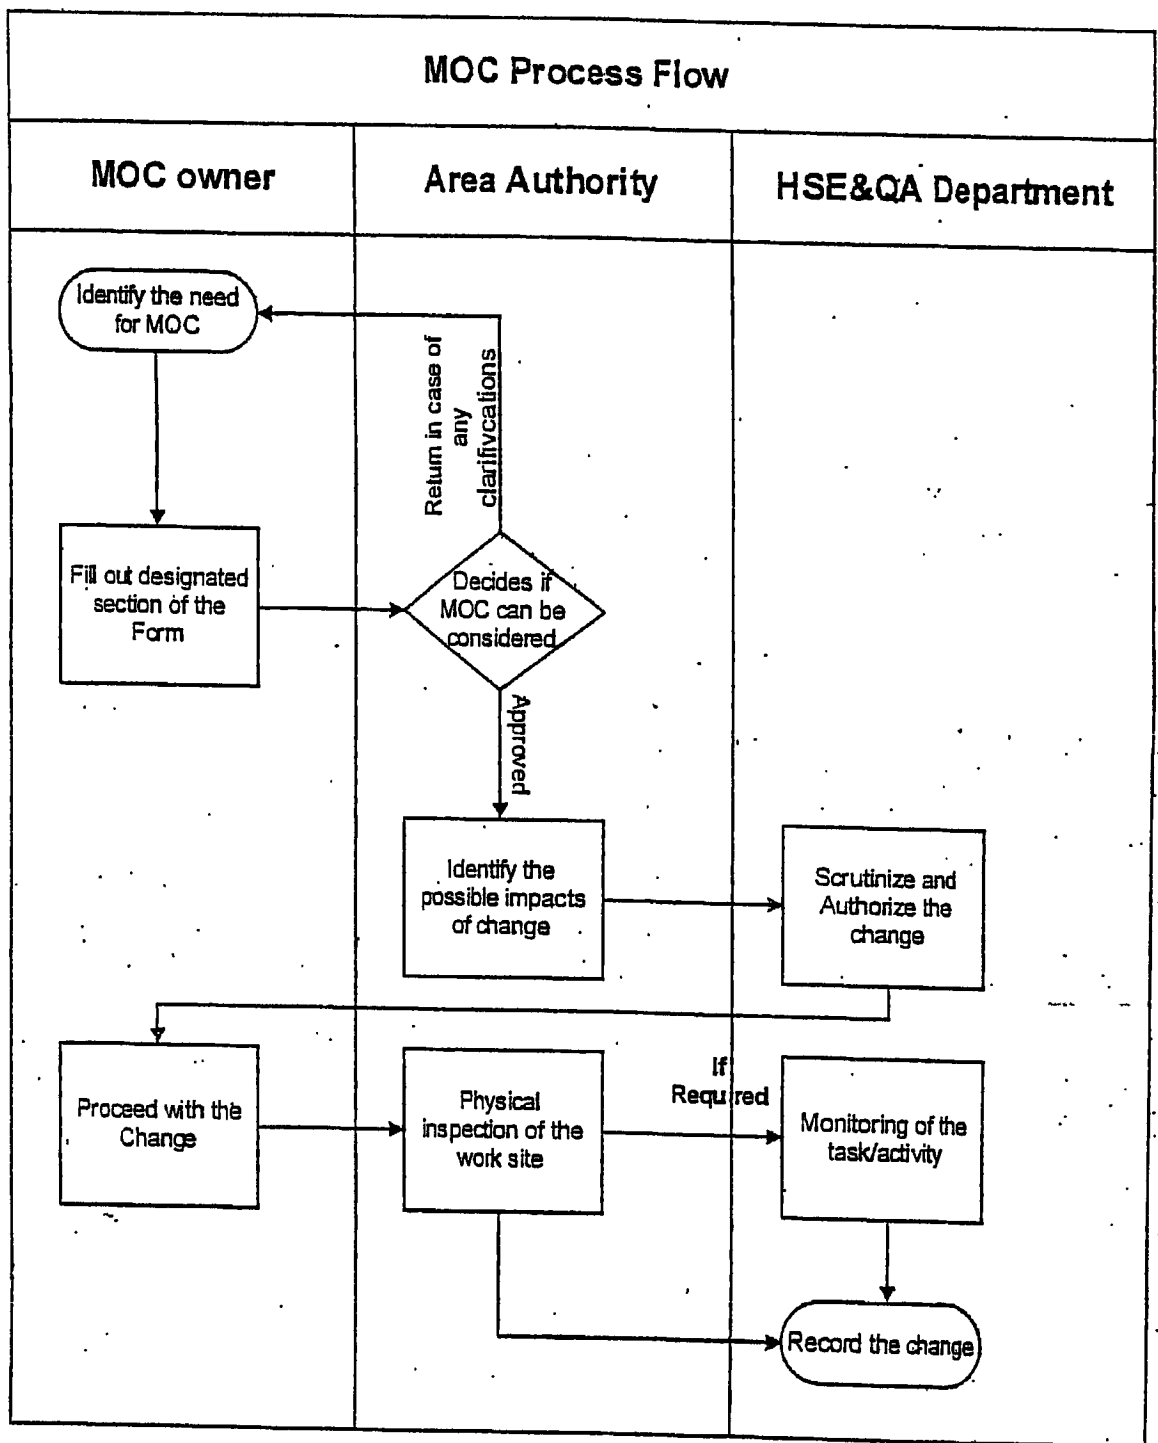 MOC Process Flow
MOC owner
Area Authority
HSE&QA Department
Identify the need
for MOC
Return in case of
any
clarifivcations
Fill out designated
section of the
Form
Decides if
MOC can be
considered
Approved
Identify the
possible impacts
of change
Scrutinize and
Authorize the
change
Proceed with the
Change
Physical
inspection of the
work site
If
Required
Monitoring of the
task/activity
Record the change